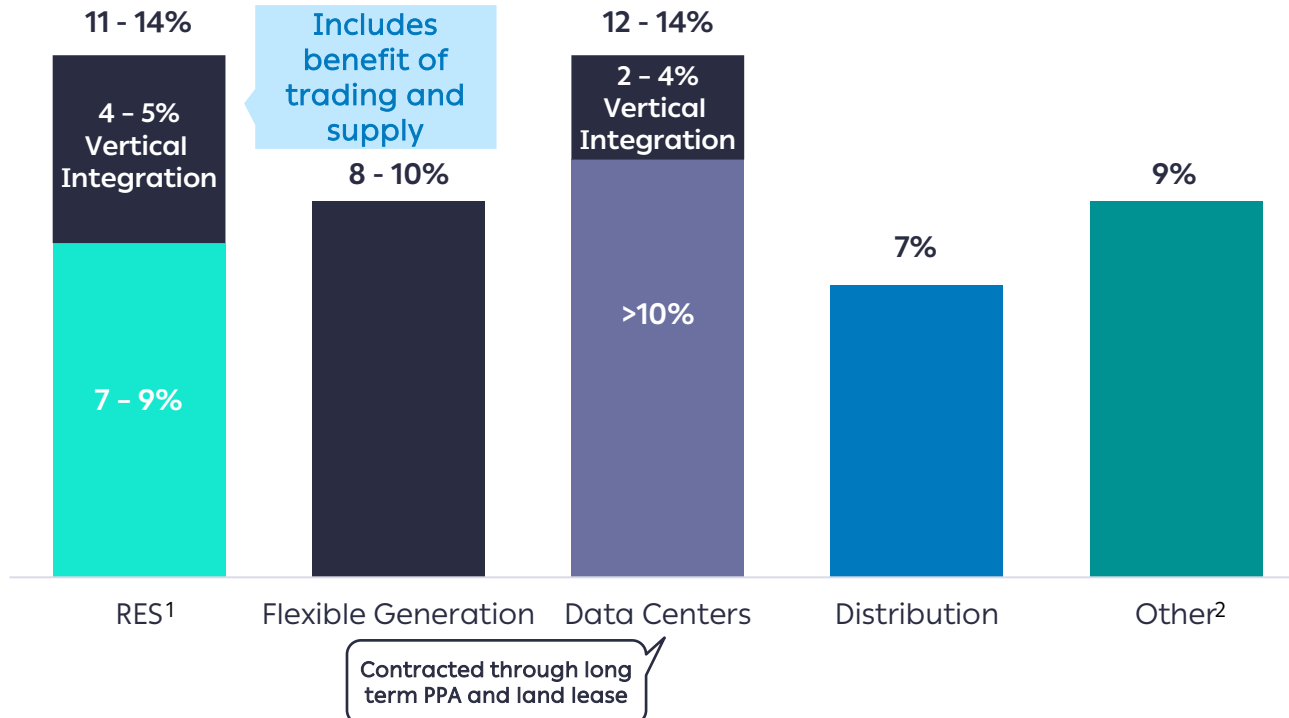 11 - 14%
Includes
benefit of
trading and
supply
12 - 14%
4 – 5%
Vertical
Integration
2 – 4%
Vertical
Integration
8 - 10%
9%
7%
>10%
7 – 9%
RES1
Flexible Generation
Data Centers
Distribution
Other2
Contracted through long
term PPA and land lease